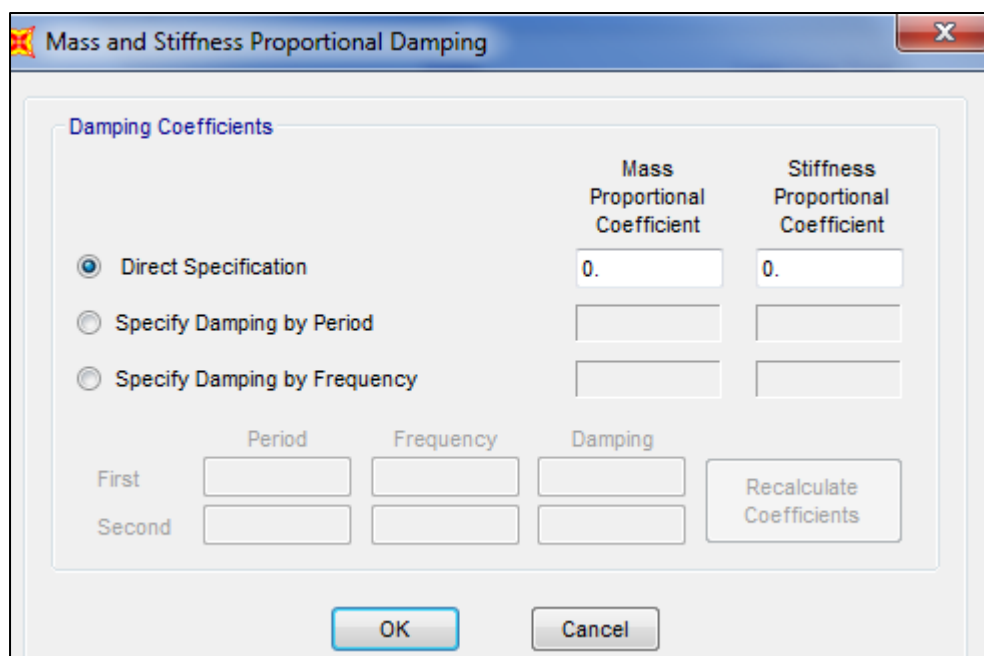 Mass and Stiffness Proportional Damping
Damping Coefficients
Mass
Proportional
Coefficient
Stiffness
Proportional
Coefficient
Direct Specification
0.
0.
Specify Damping by Period
Specify Damping by Frequency
Period
Frequency
Damping
First
Second
Recalculate
Coefficients
OK
Cancel